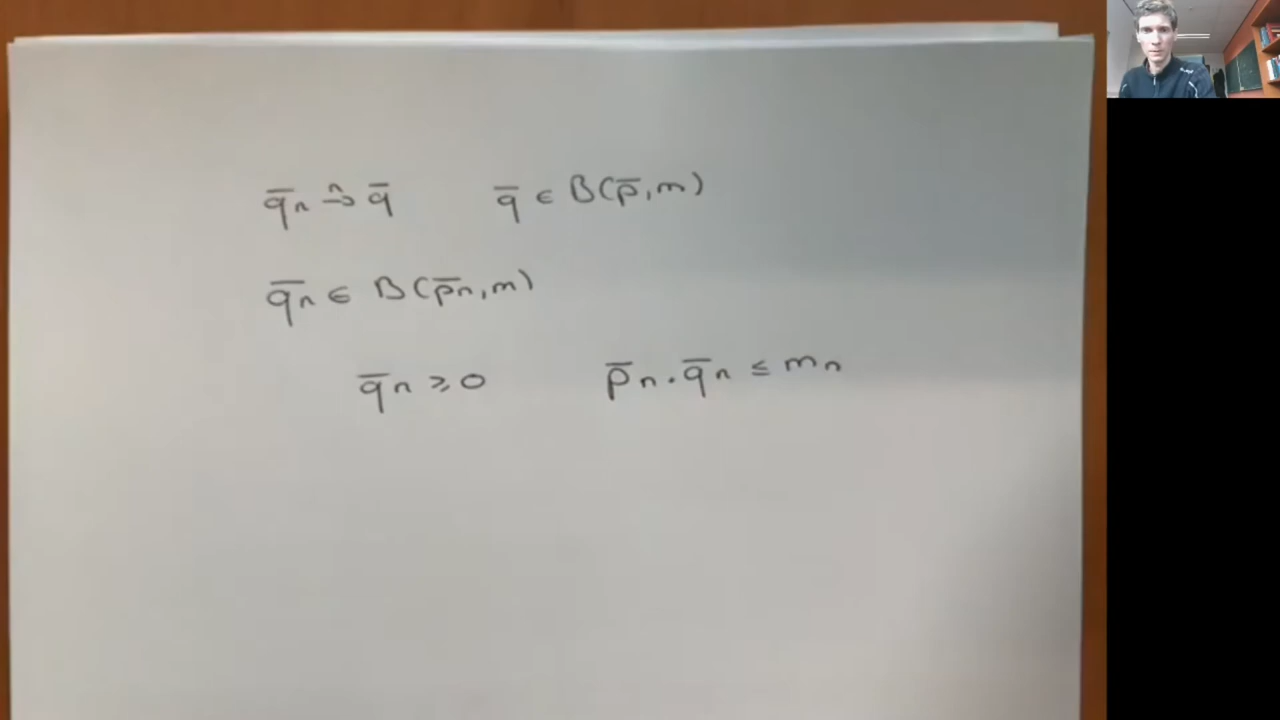 q̄n →ⁿ q̄ q̄ ∈ B(p̄,m)
q̄n ∈ B(p̄n,m)
q̄n ≥ 0 p̄n.q̄n ≤ mn